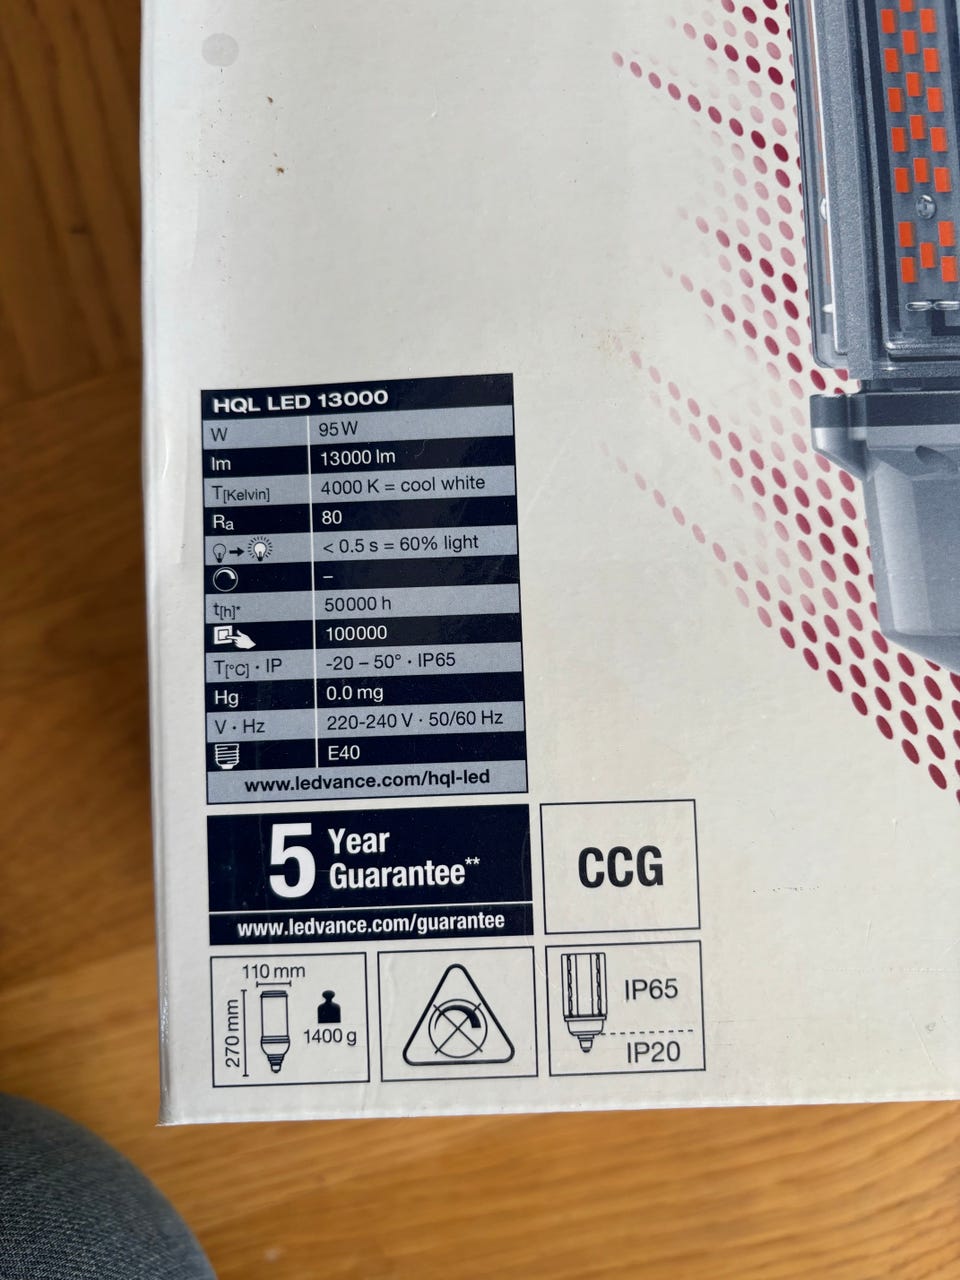 HQL LED 13000
W 95W
lm 13000 lm
T[Kelvin] 4000 K = cool white
Ra 80
< 0.5 s = 60% light
–
t[h]* 50000 h
100000
T[°C] · IP -20 – 50° · IP65
Hg 0.0 mg
V · Hz 220-240 V · 50/60 Hz
E40
www.ledvance.com/hql-led
5 Year
Guarantee**
www.ledvance.com/guarantee
CCG
110 mm
270 mm
1400 g
IP65
IP20